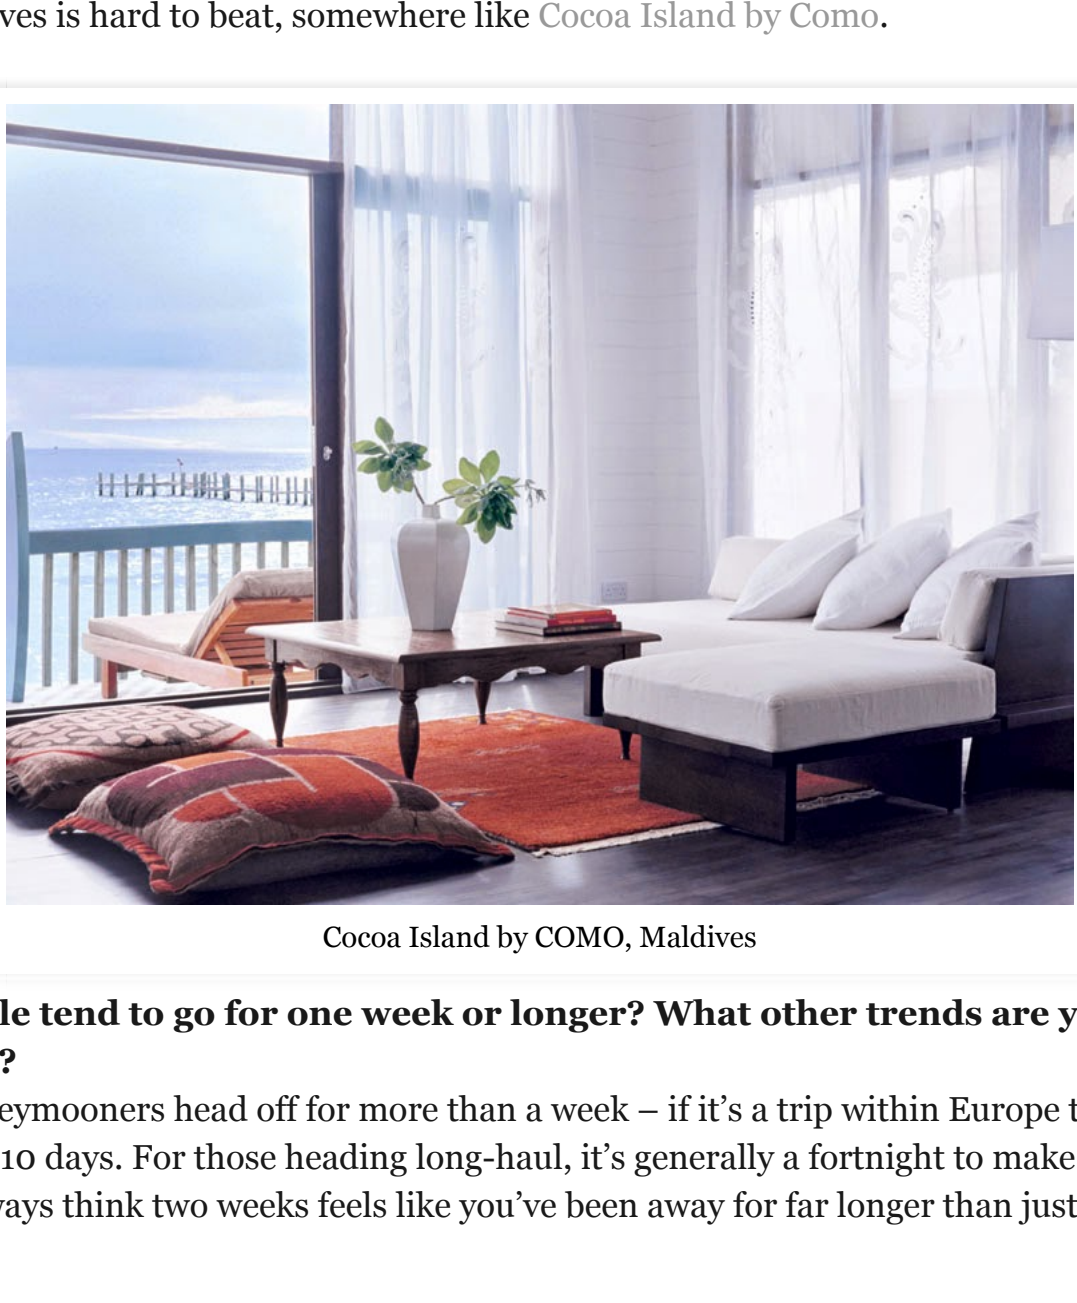 ves is hard to beat, somewhere like Cocoa Island by Como.
Cocoa Island by COMO, Maldives
le tend to go for one week or longer? What other trends are y
?
eymooners head off for more than a week – if it’s a trip within Europe t
10 days. For those heading long-haul, it’s generally a fortnight to make
ways think two weeks feels like you’ve been away for far longer than just